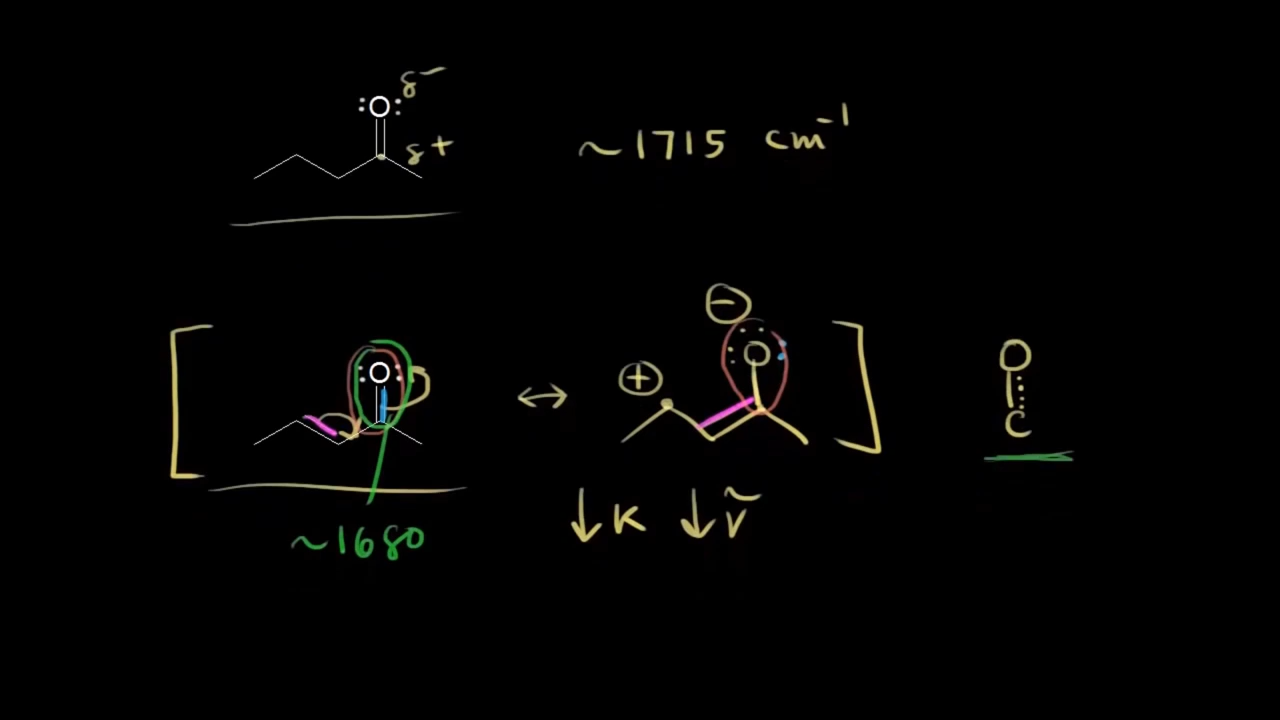 :O: δ-
δ+
~1715 cm⁻¹
−
:O: + :O: O
↔
C
~1680 ↓K ↓ṽ